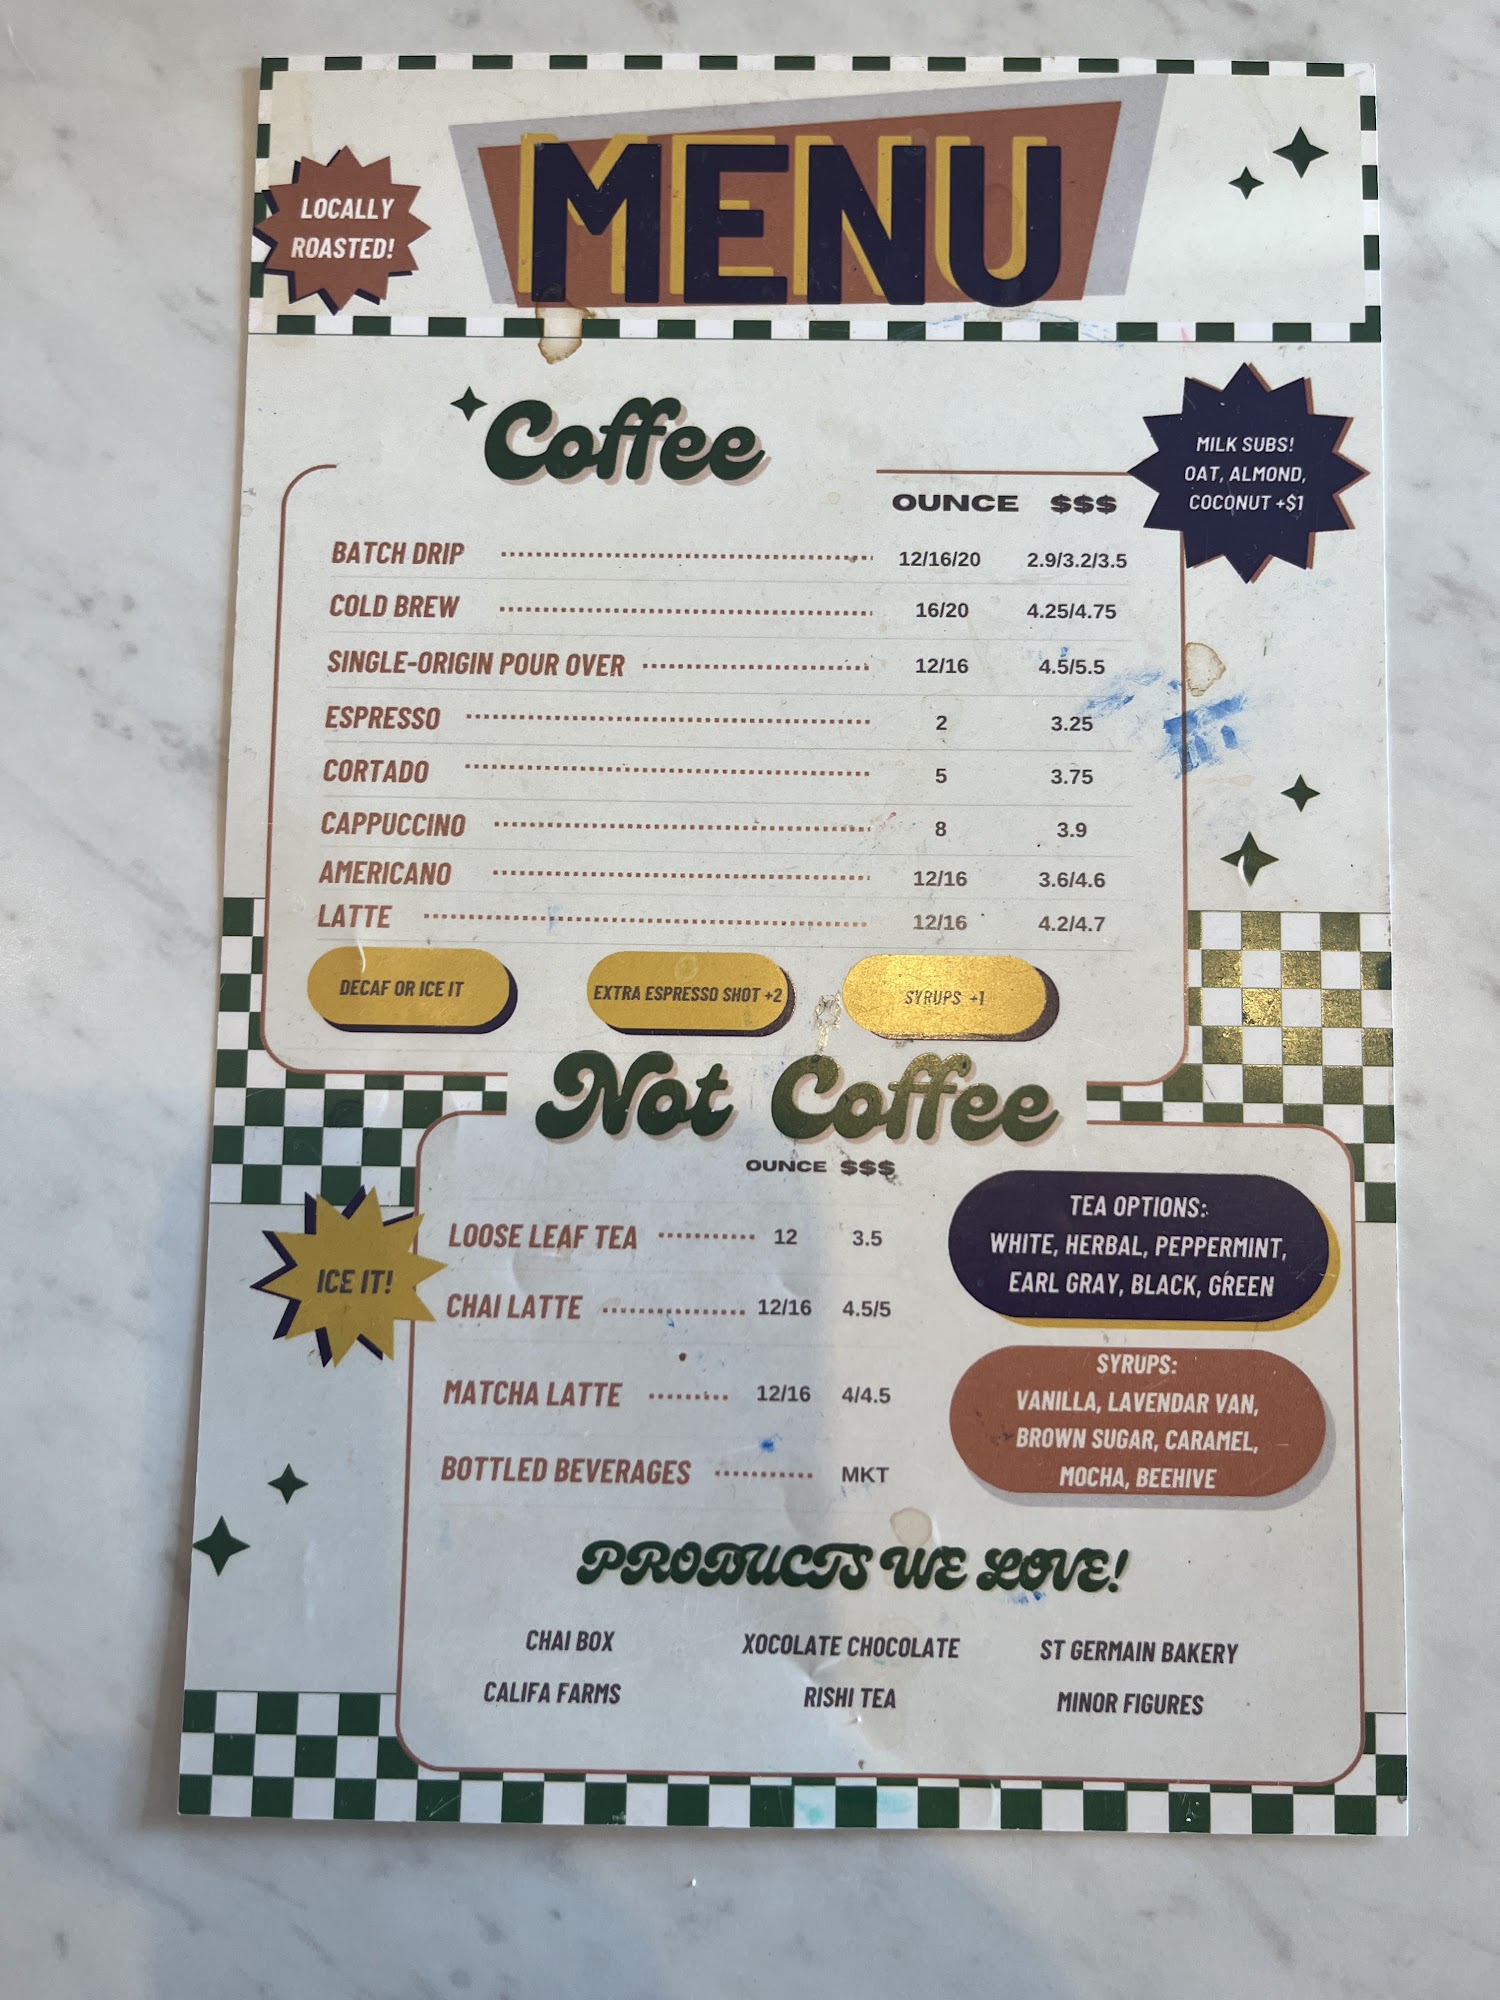 LOCALLY
ROASTED!
MENU
Coffee
MILK SUBS!
OAT, ALMOND,
COCONUT +$1
OUNCE $$$
BATCH DRIP 12/16/20 2.9/3.2/3.5
COLD BREW 16/20 4.25/4.75
SINGLE-ORIGIN POUR OVER 12/16 4.5/5.5
ESPRESSO 2 3.25
CORTADO 5 3.75
CAPPUCCINO 8 3.9
AMERICANO 12/16 3.6/4.6
LATTE 12/16 4.2/4.7
DECAF OR ICE IT
EXTRA ESPRESSO SHOT +2
SYRUPS +1
Not Coffee
OUNCE $$$
ICE IT!
LOOSE LEAF TEA 12 3.5
CHAI LATTE 12/16 4.5/5
MATCHA LATTE 12/16 4/4.5
BOTTLED BEVERAGES MKT
TEA OPTIONS:
WHITE, HERBAL, PEPPERMINT,
EARL GRAY, BLACK, GREEN
SYRUPS:
VANILLA, LAVENDAR VAN,
BROWN SUGAR, CARAMEL,
MOCHA, BEEHIVE
PRODUCTS WE LOVE!
CHAI BOX XOCOLATE CHOCOLATE ST GERMAIN BAKERY
CALIFA FARMS RISHI TEA MINOR FIGURES